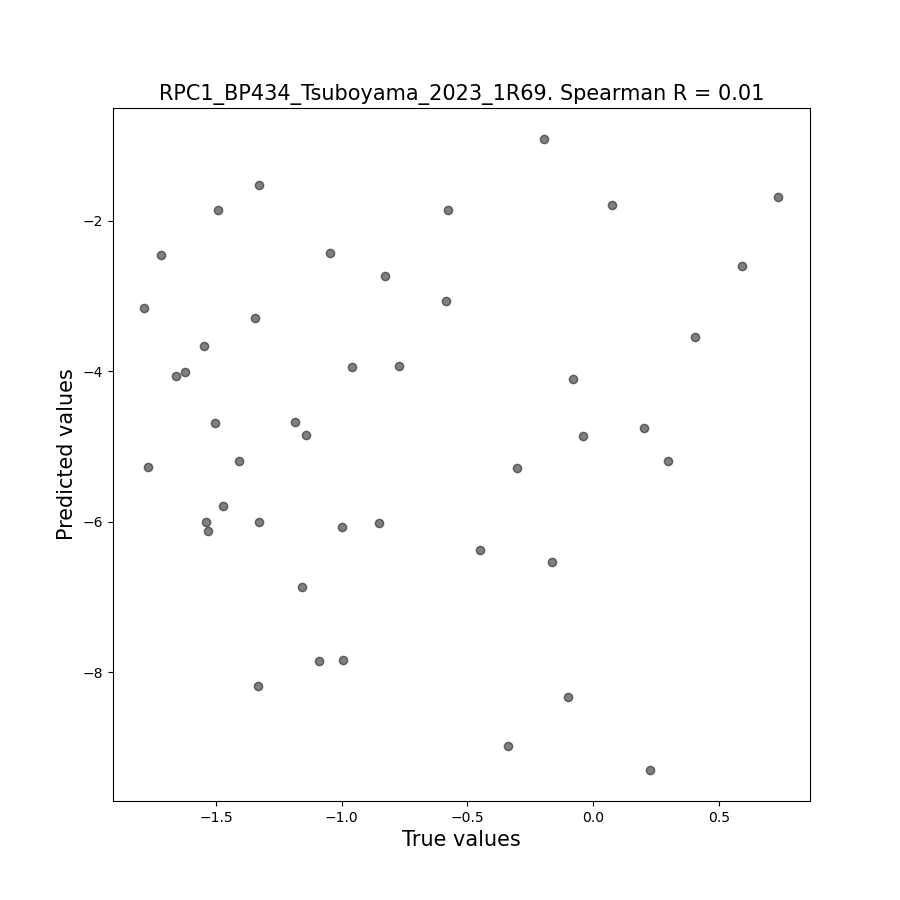 RPC1_BP434_Tsuboyama_2023_1R69. Spearman R = 0.01
−2
−4
−6
−8
Predicted values
−1.5 −1.0 −0.5 0.0 0.5
True values